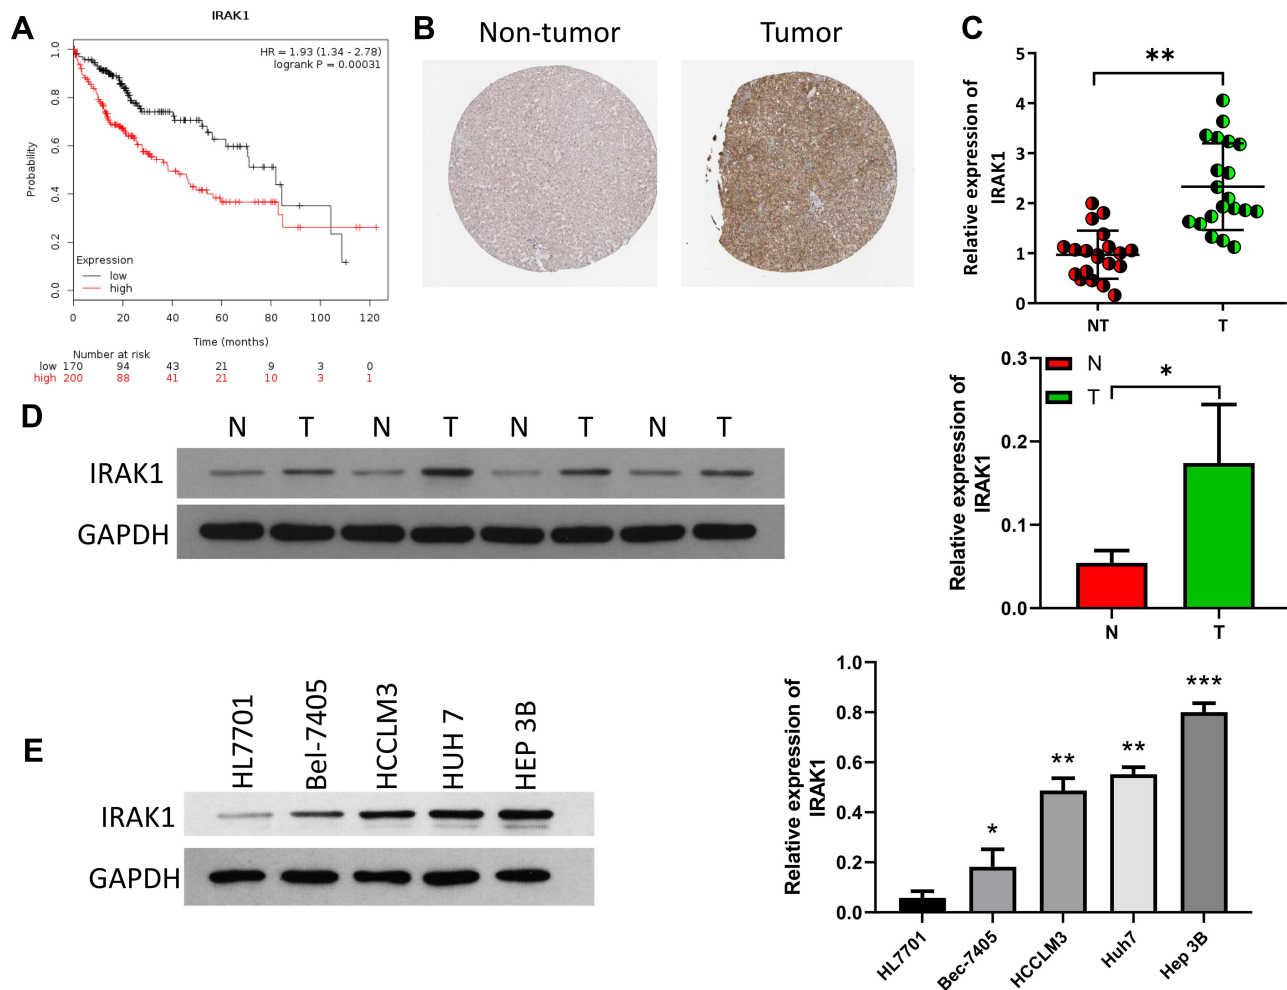 A
IRAK1
HR = 1.93 (1.34 - 2.78)
logrank P = 0.00031
Probability
1.0
0.8
0.6
0.4
0.2
0.0
Expression
low
high
0 20 40 60 80 100 120
Time (months)
Number at risk
low 170 94 43 21 9 3 0
high 200 88 41 21 10 3 1
B
Non-tumor Tumor
C
Relative expression of
IRAK1
5
4
3
2
1
0
**
NT T
D
N T N T N T N T
IRAK1
GAPDH
Relative expression of
IRAK1
0.3
0.2
0.1
0.0
N
T
*
N T
E
HL7701
Bel-7405
HCCLM3
HUH 7
HEP 3B
IRAK1
GAPDH
Relative expression of
IRAK1
1.0
0.8
0.6
0.4
0.2
0.0
*
**
**
***
HL7701
Bec-7405
HCCLM3
Huh7
Hep 3B